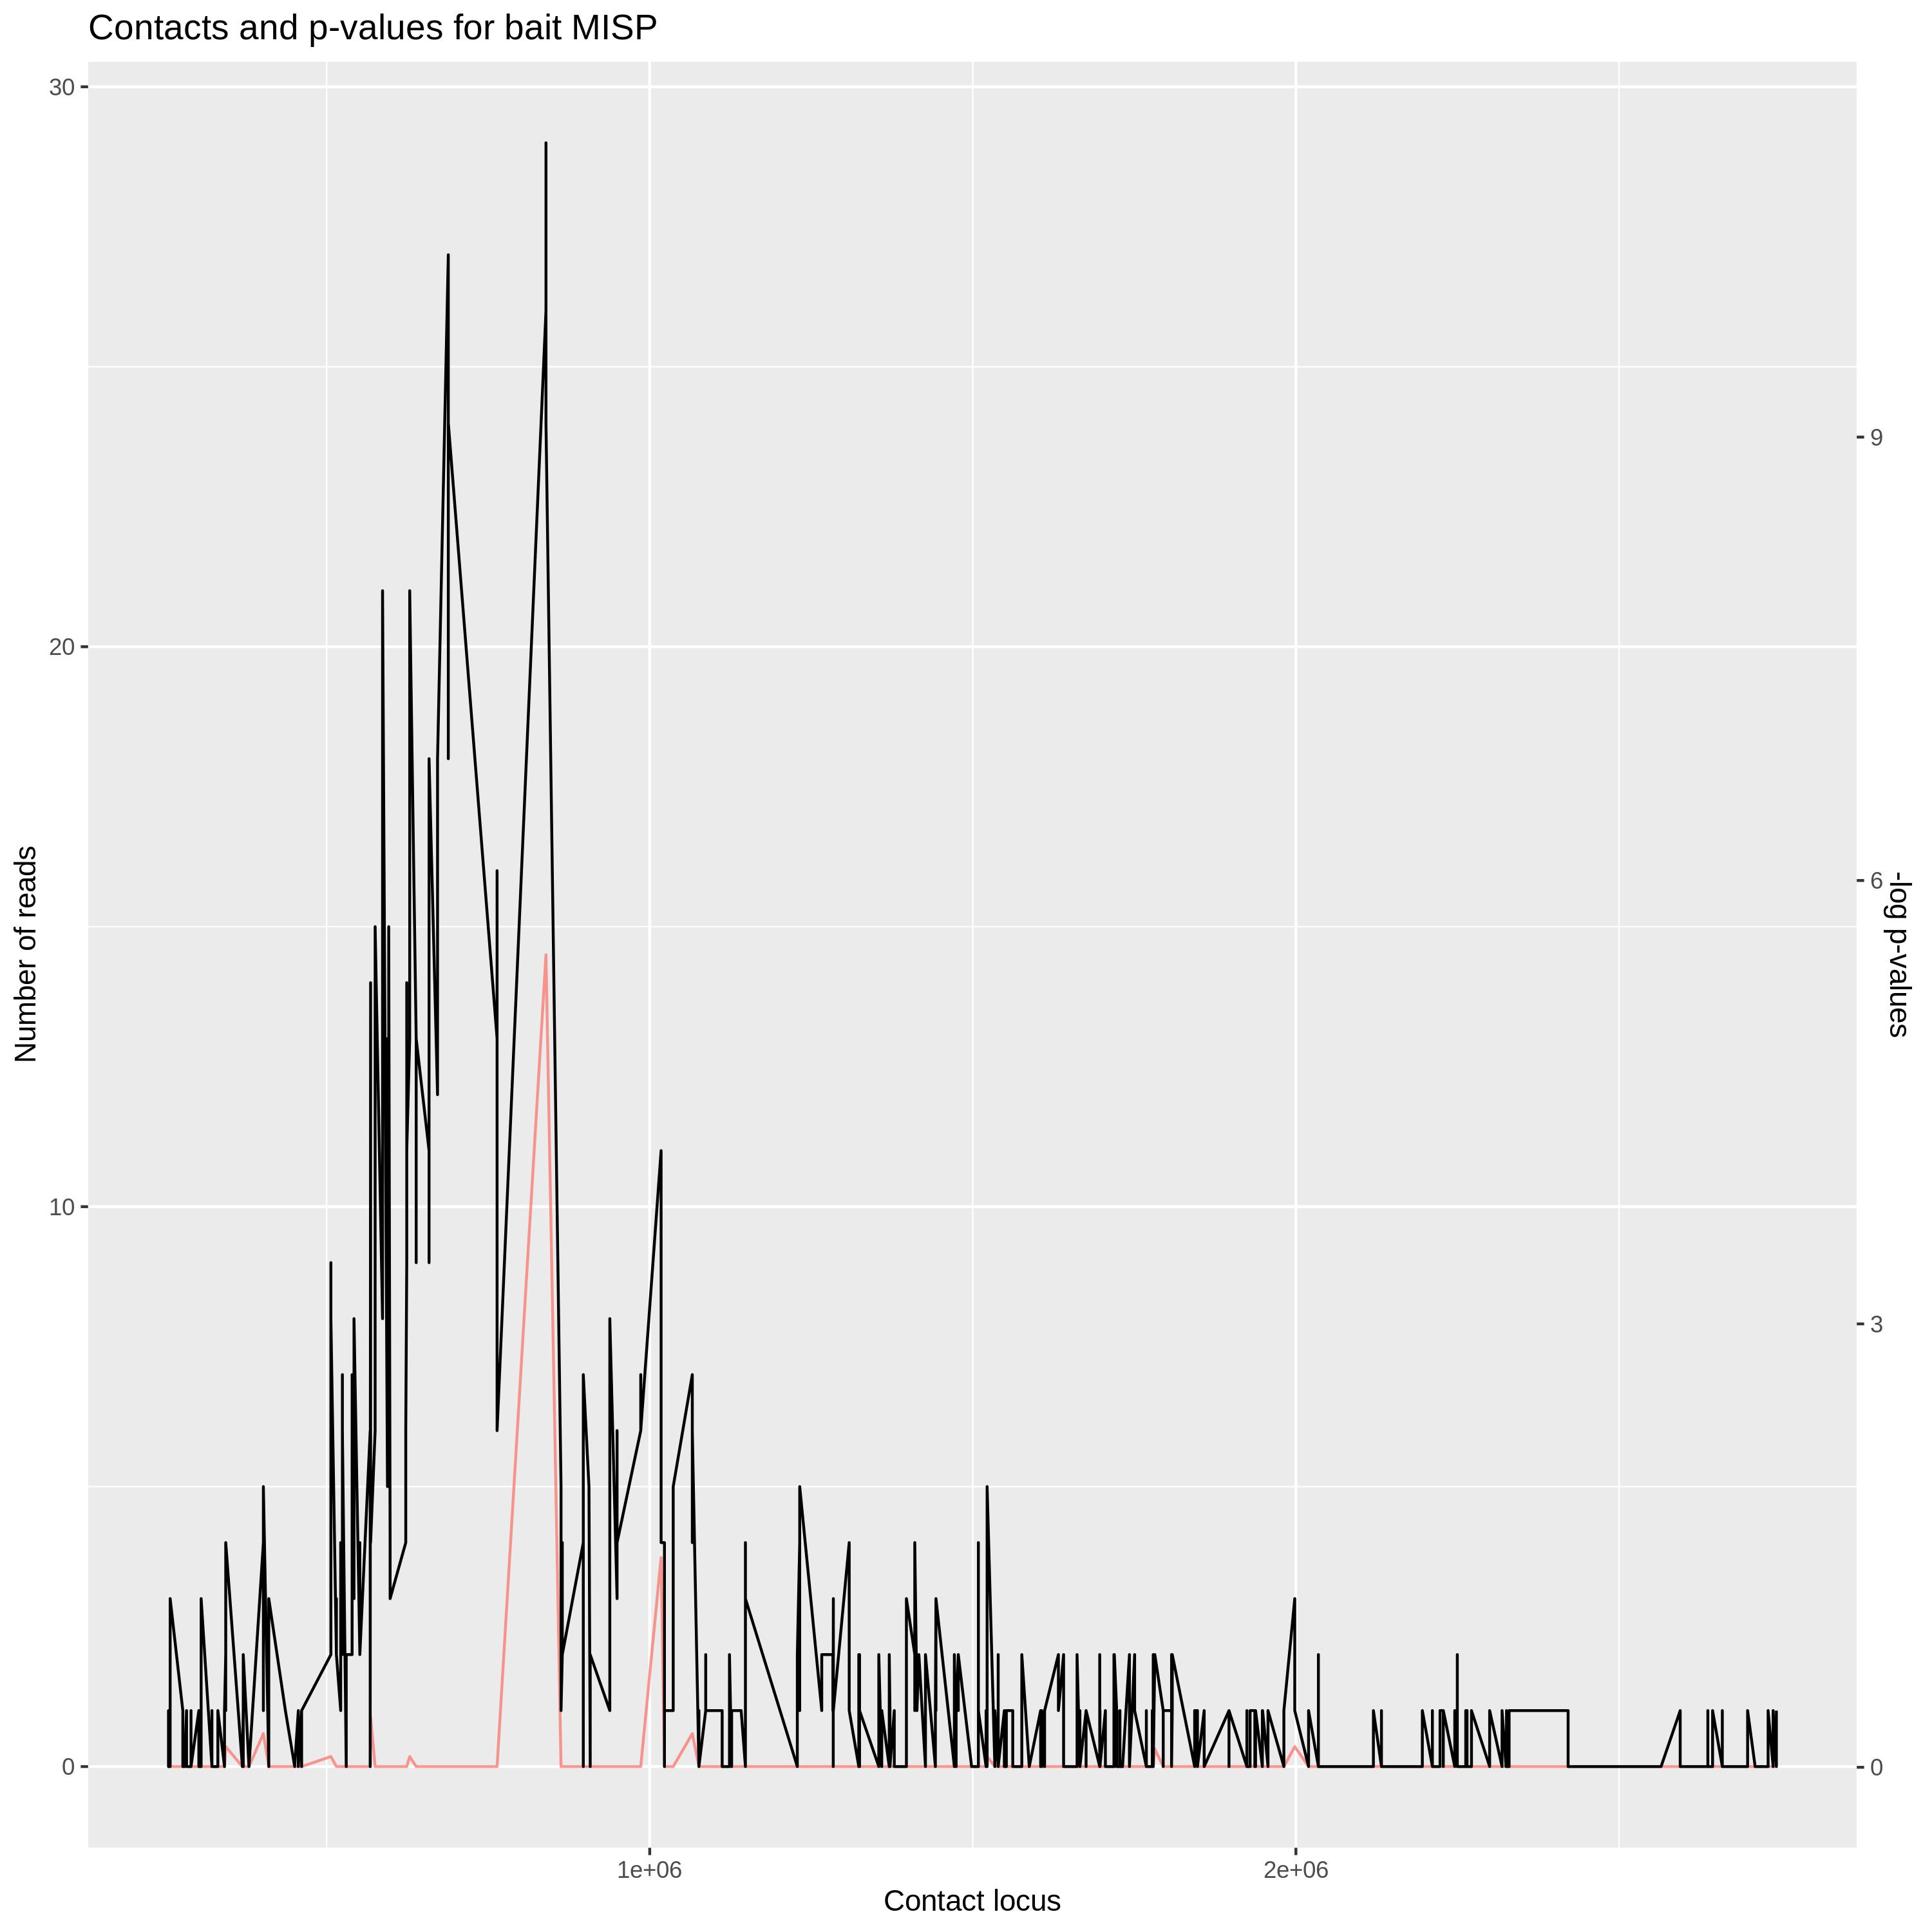 Contacts and p-values for bait MISP
30
20
10
0
Number of reads
9
6
3
0
-log p-values
1e+06
2e+06
Contact locus